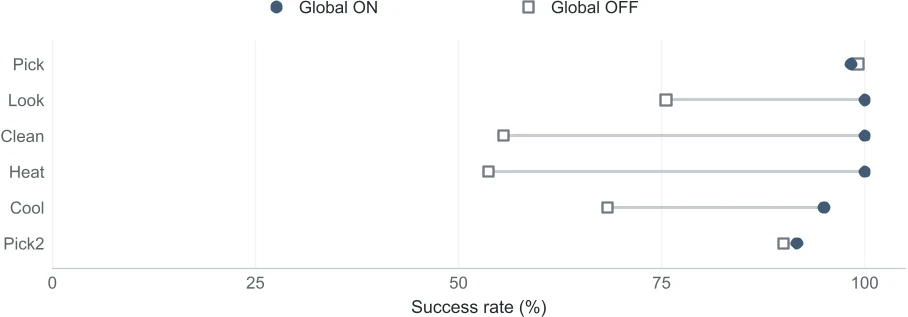 Global ON Global OFF
Pick
Look
Clean
Heat
Cool
Pick2
0 25 50 75 100
Success rate (%)